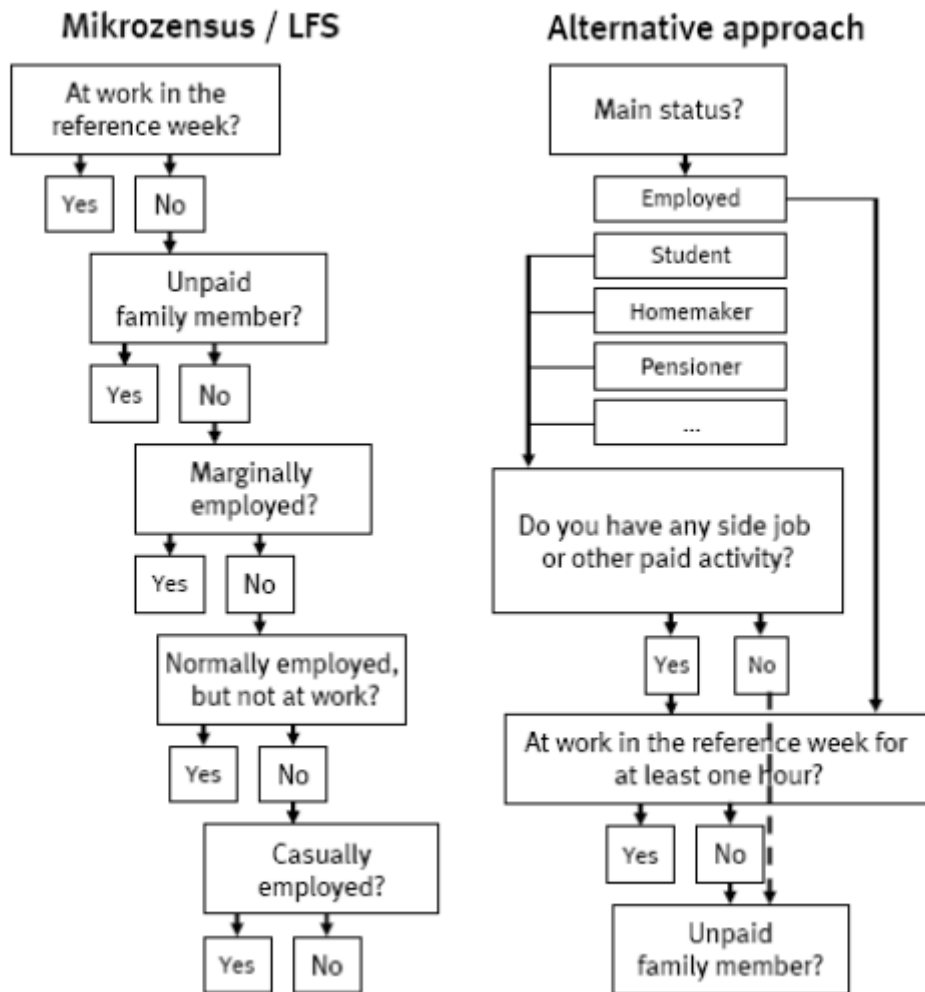 Mikrozensus / LFS
At work in the
reference week?
Yes
No
Unpaid
family member?
Yes
No
Marginally
employed?
Yes
No
Normally employed,
but not at work?
Yes
No
Casually
employed?
Yes
No
Alternative approach
Main status?
Employed
Student
Homemaker
Pensioner
...
Do you have any side job
or other paid activity?
Yes
No
At work in the reference week for
at least one hour?
Yes
No
Unpaid
family member?